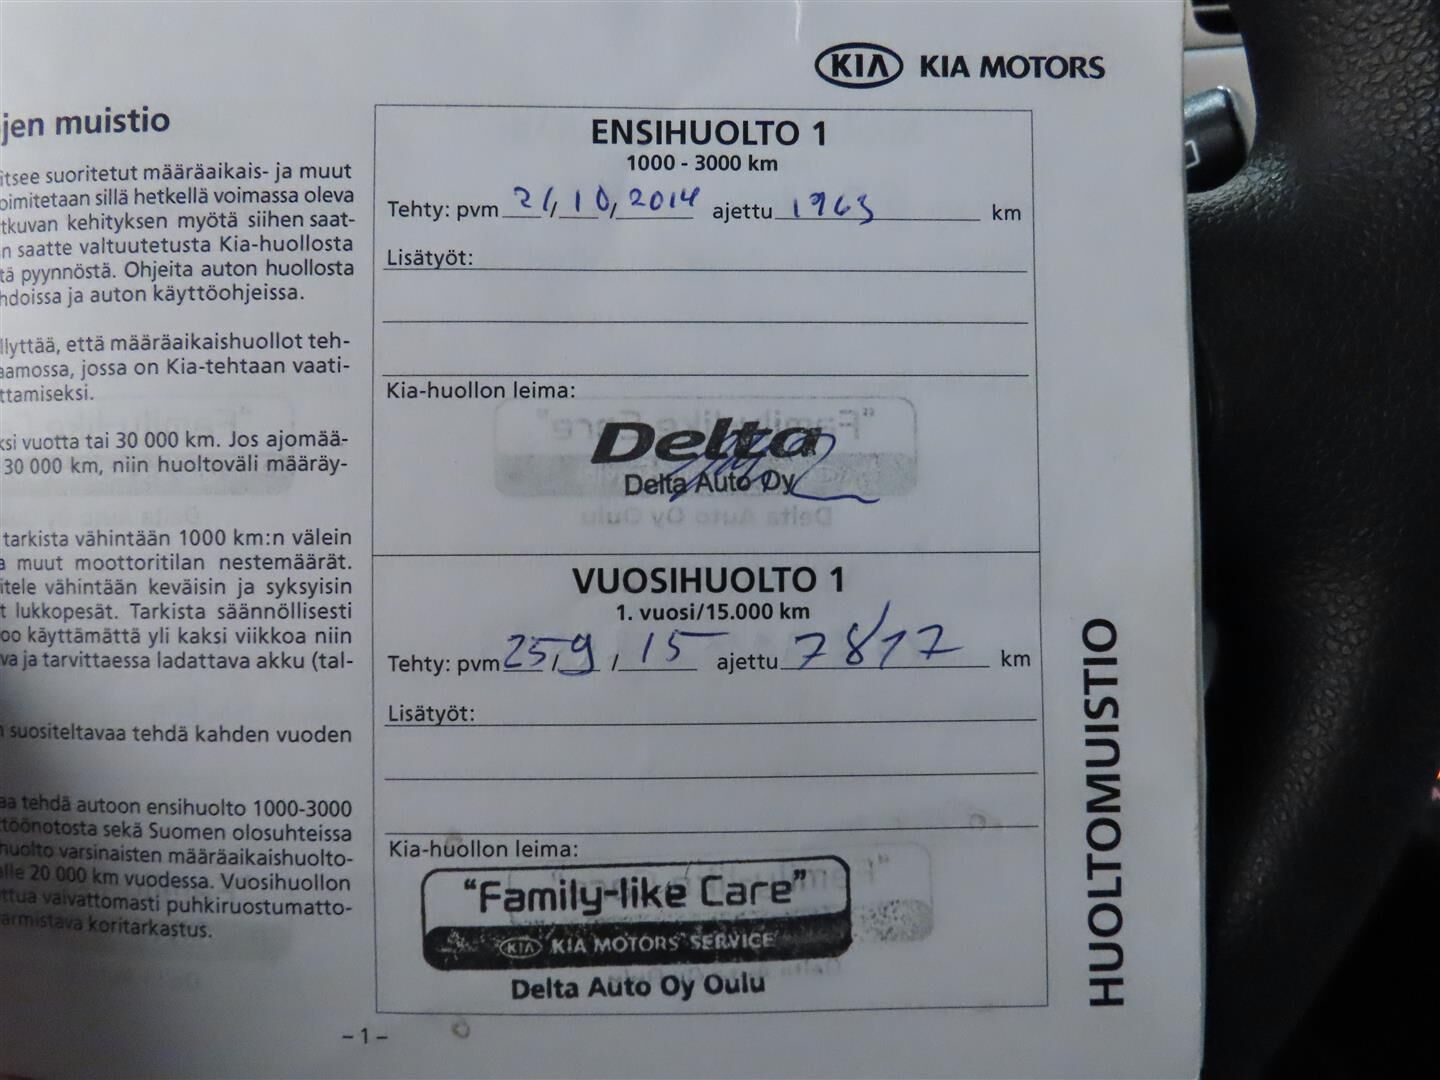 KIA KIA MOTORS
jen muistio
itsee suoritetut määräaikais- ja muut
oimitetaan sillä hetkellä voimassa oleva
tkuvan kehityksen myötä siihen saat-
n saatte valtuutetusta Kia-huollosta
tä pyynnöstä. Ohjeita auton huollosta
hdoissa ja auton käyttöohjeissa.
llyttää, että määräaikaishuollot teh-
aamossa, jossa on Kia-tehtaan vaati-
ttamiseksi.
ksi vuotta tai 30 000 km. Jos ajomää-
30 000 km, niin huoltoväli määräy-
tarkista vähintään 1000 km:n välein
a muut moottoritilan nestemäärät.
itele vähintään keväisin ja syksyisin
t lukkopesät. Tarkista säännöllisesti
oo käyttämättä yli kaksi viikkoa niin
va ja tarvittaessa ladattava akku (tal-
n suositeltavaa tehdä kahden vuoden
aa tehdä autoon ensihuolto 1000-3000
ttöönotosta sekä Suomen olosuhteissa
huolto varsinaisten määräaikaishuolto-
alle 20 000 km vuodessa. Vuosihuollon
ttua vaivattomasti puhkiruostumatto-
armistava koritarkastus.
ENSIHUOLTO 1
1000 - 3000 km
Tehty: pvm 21/10/2014 ajettu 1963 km
Lisätyöt:
Kia-huollon leima:
Delta
Delta Auto Oy
VUOSIHUOLTO 1
1. vuosi/15.000 km
Tehty: pvm 25/9/15 ajettu 7817 km
Lisätyöt:
Kia-huollon leima:
"Family-like Care"
KIA KIA MOTORS SERVICE
Delta Auto Oy Oulu
HUOLTOMUISTIO
– 1 –